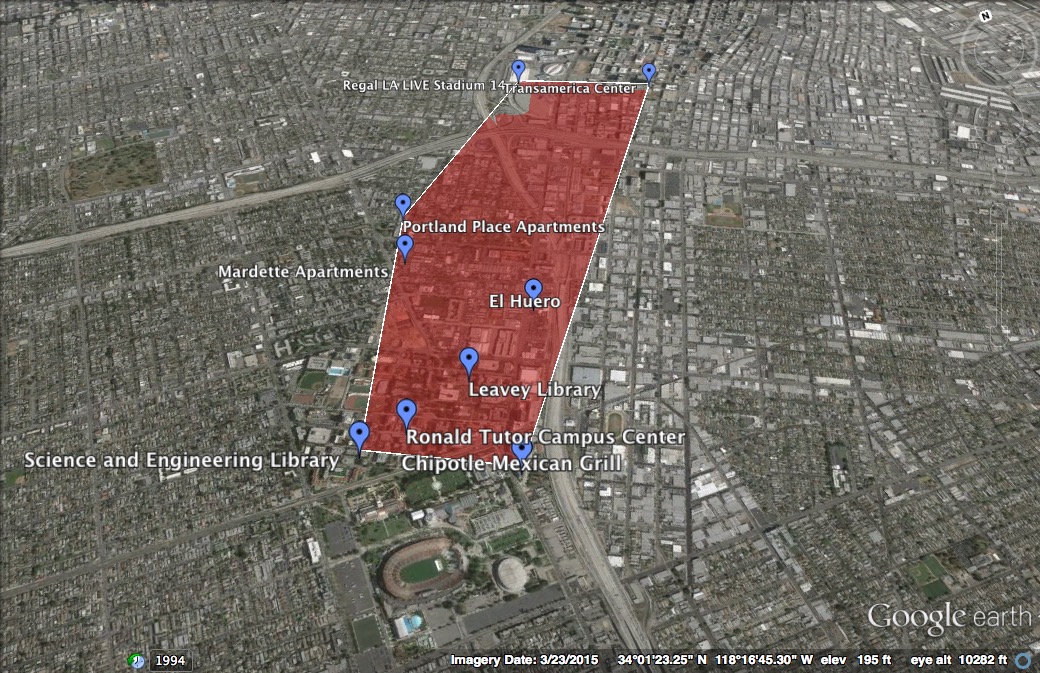 N
Regal LA LIVE Stadium 14
Transamerica Center
Portland Place Apartments
Mardette Apartments
El Huero
Leavey Library
Ronald Tutor Campus Center
Science and Engineering Library
Chipotle Mexican Grill
Google earth
1994
Imagery Date: 3/23/2015 34°01'23.25" N 118°16'45.30" W elev 195 ft eye alt 10282 ft